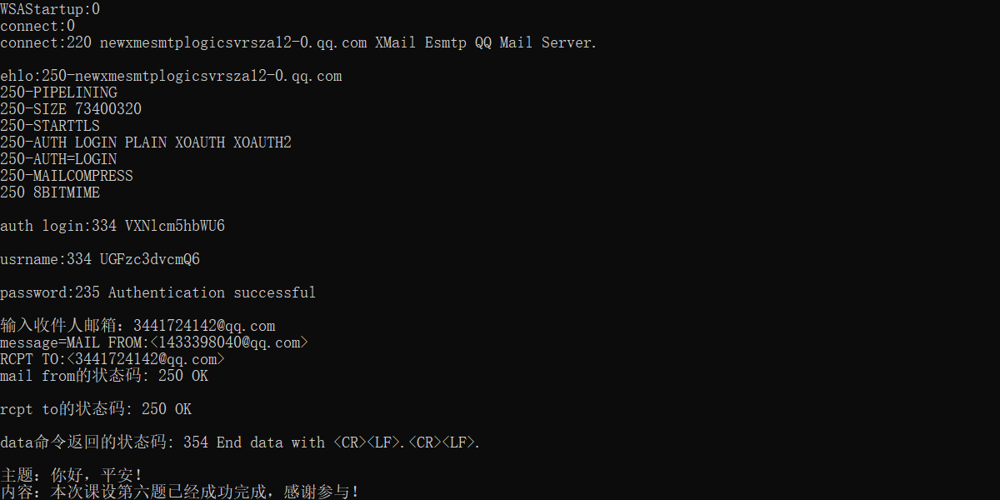 WSAStartup:0
connect:0
connect:220 newxmesmtplogicsvrsza12-0.qq.com XMail Esmtp QQ Mail Server.
ehlo:250-newxmesmtplogicsvrsza12-0.qq.com
250-PIPELINING
250-SIZE 73400320
250-STARTTLS
250-AUTH LOGIN PLAIN XOAUTH XOAUTH2
250-AUTH=LOGIN
250-MAILCOMPRESS
250 8BITMIME
auth login:334 VXNlcm5hbWU6
usrname:334 UGFzc3dvcmQ6
password:235 Authentication successful
输入收件人邮箱：3441724142@qq.com
message=MAIL FROM:<1433398040@qq.com>
RCPT TO:<3441724142@qq.com>
mail from的状态码: 250 OK
rcpt to的状态码: 250 OK
data命令返回的状态码: 354 End data with <CR><LF>.<CR><LF>.
主题：你好，平安!
内容：本次课设第六题已经成功完成，感谢参与!